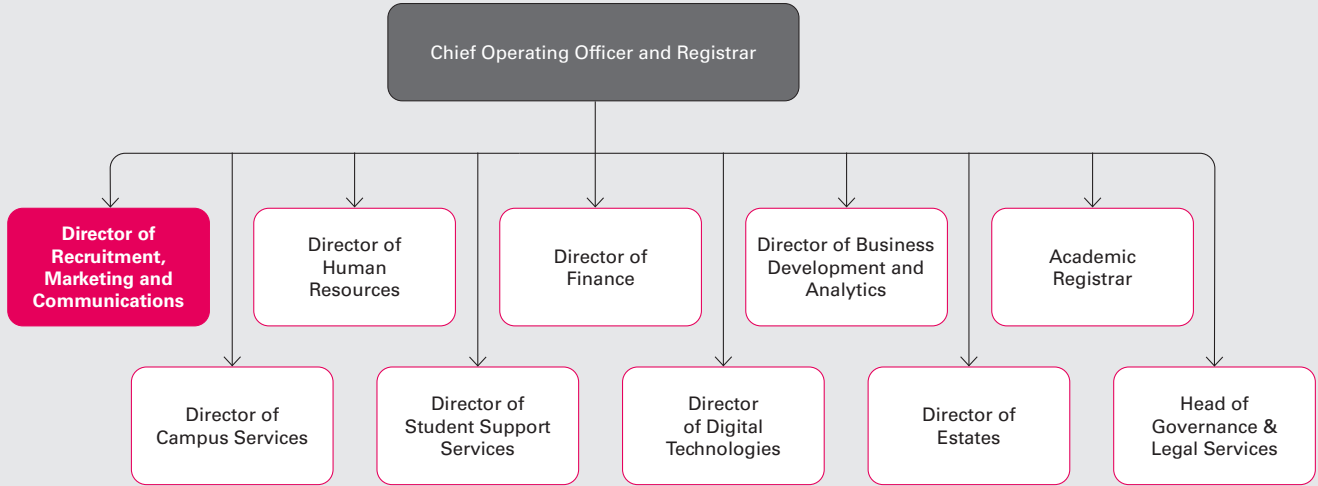 Chief Operating Officer and Registrar
Director of
Recruitment,
Marketing and
Communications
Director of
Human
Resources
Director of
Finance
Director of Business
Development and
Analytics
Academic
Registrar
Director of
Campus Services
Director of
Student Support
Services
Director
of Digital
Technologies
Director of
Estates
Head of
Governance &
Legal Services